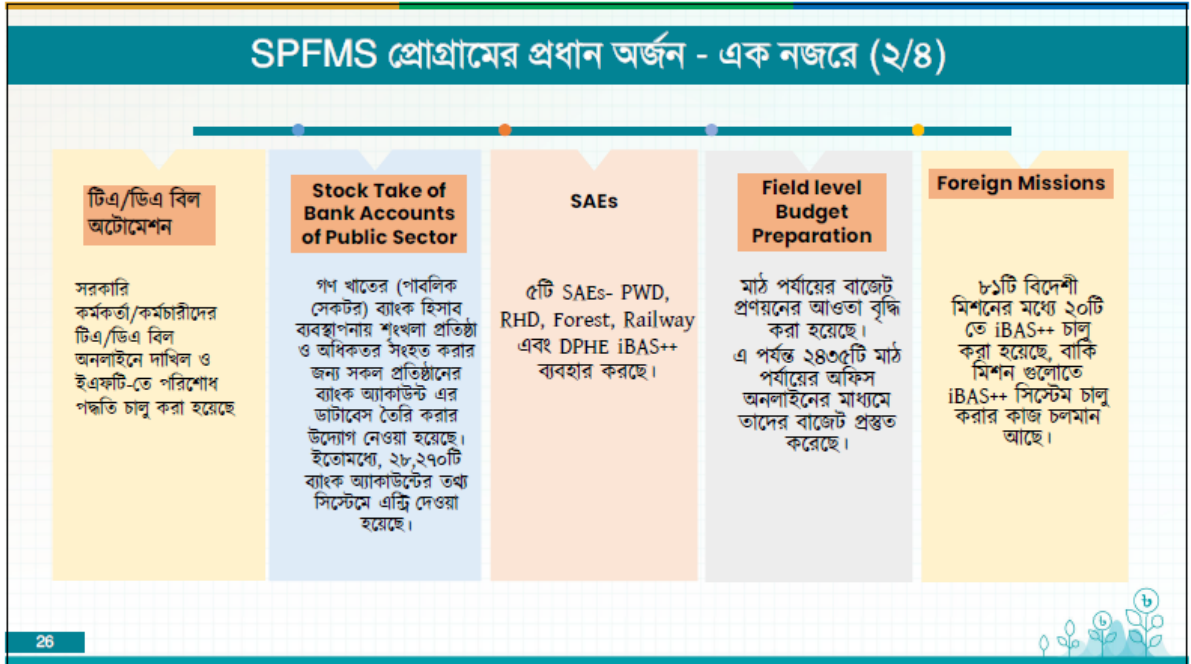 SPFMS প্রোগ্রামের প্রধান অর্জন - এক নজরে (২/৪)
টিএ/ডিএ বিল
অটোমেশন
সরকারি
কর্মকর্তা/কর্মচারীদের
টিএ/ডিএ বিল
অনলাইনে দাখিল ও
ইএফটি-তে পরিশোধ
পদ্ধতি চালু করা হয়েছে
Stock Take of
Bank Accounts
of Public Sector
গণ খাতের (পাবলিক
সেকটর) ব্যাংক হিসাব
ব্যবস্থাপনায় শৃংখলা প্রতিষ্ঠা
ও অধিকতর সংহত করার
জন্য সকল প্রতিষ্ঠানের
ব্যাংক অ্যাকাউন্ট এর
ডাটাবেস তৈরি করার
উদ্যোগ নেওয়া হয়েছে।
ইতোমধ্যে, ২৮,২৭০টি
ব্যাংক অ্যাকাউন্টের তথ্য
সিস্টেমে এন্ট্রি দেওয়া
হয়েছে।
SAEs
৫টি SAEs- PWD,
RHD, Forest, Railway
এবং DPHE iBAS++
ব্যবহার করছে।
Field level
Budget
Preparation
মাঠ পর্যায়ের বাজেট
প্রণয়নের আওতা বৃদ্ধি
করা হয়েছে।
এ পর্যন্ত ২৪৩৫টি মাঠ
পর্যায়ের অফিস
অনলাইনের মাধ্যমে
তাদের বাজেট প্রস্তুত
করেছে।
Foreign Missions
৮১টি বিদেশী
মিশনের মধ্যে ২০টি
তে iBAS++ চালু
করা হয়েছে, বাকি
মিশন গুলোতে
iBAS++ সিস্টেম চালু
করার কাজ চলমান
আছে।
26
৳
৳
৳